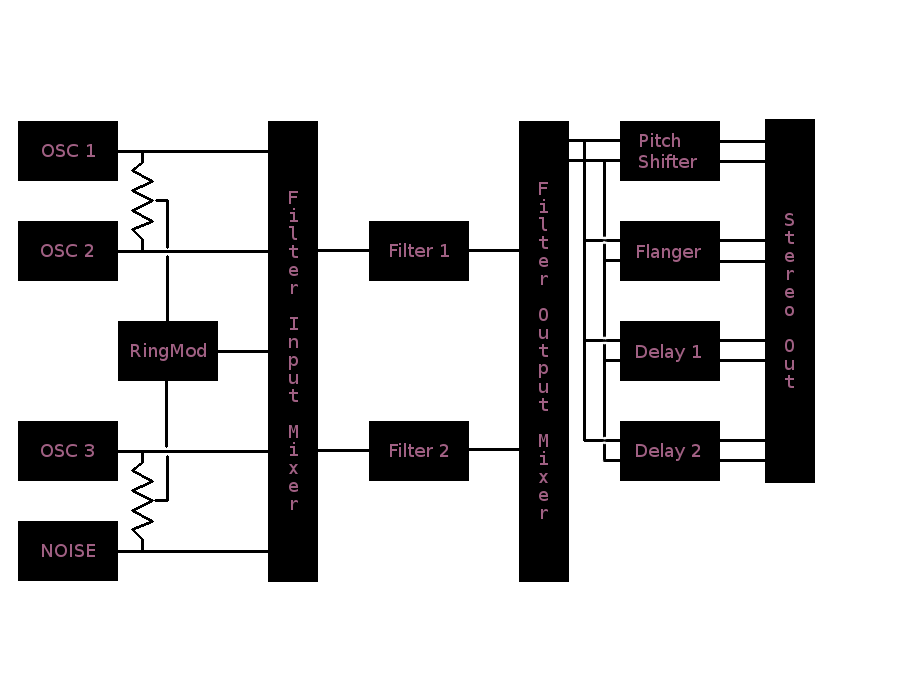 OSC 1
OSC 2
RingMod
OSC 3
NOISE
Filter Input Mixer
Filter 1
Filter 2
Filter Output Mixer
Pitch
Shifter
Flanger
Delay 1
Delay 2
Stereo Out